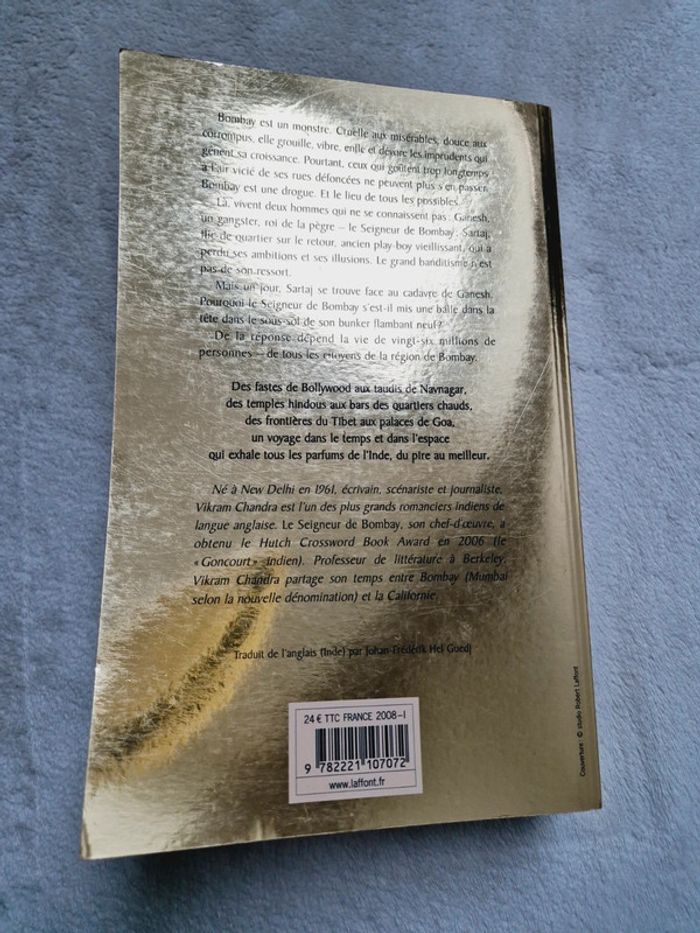 Bombay est un monstre. Cruelle aux misérables, douce aux
corrompus, elle grouille, vibre, enfle et dévore les imprudents qui
gênent sa croissance. Pourtant, ceux qui goûtent trop longtemps
à l'air vicié de ses rues défoncées ne peuvent plus s'en passer.
Bombay est une drogue. Et le lieu de tous les possibles.
Là, vivent deux hommes qui ne se connaissent pas : Ganesh,
un gangster, roi de la pègre – le Seigneur de Bombay ; Sartaj,
flic de quartier sur le retour, ancien play-boy vieillissant, qui a
perdu ses ambitions et ses illusions. Le grand banditisme n'est
pas de son ressort.
Mais un jour, Sartaj se trouve face au cadavre de Ganesh.
Pourquoi le Seigneur de Bombay s'est-il mis une balle dans la
tête dans le sous-sol de son bunker flambant neuf ?
De la réponse dépend la vie de vingt-six millions de
personnes – de tous les citoyens de la région de Bombay.
Des fastes de Bollywood aux taudis de Navnagar,
des temples hindous aux bars des quartiers chauds,
des frontières du Tibet aux palaces de Goa,
un voyage dans le temps et dans l'espace
qui exhale tous les parfums de l'Inde, du pire au meilleur.
Né à New Delhi en 1961, écrivain, scénariste et journaliste,
Vikram Chandra est l'un des plus grands romanciers indiens de
langue anglaise. Le Seigneur de Bombay, son chef-d'œuvre, a
obtenu le Hutch Crossword Book Award en 2006 (le
« Goncourt » indien). Professeur de littérature à Berkeley,
Vikram Chandra partage son temps entre Bombay (Mumbai
selon la nouvelle dénomination) et la Californie.
Traduit de l'anglais (Inde) par Johan-Frédérik Hel Guedj
24 € TTC FRANCE 2008-I
9 782221 107072
www.laffont.fr
Couverture : © studio Robert Laffont